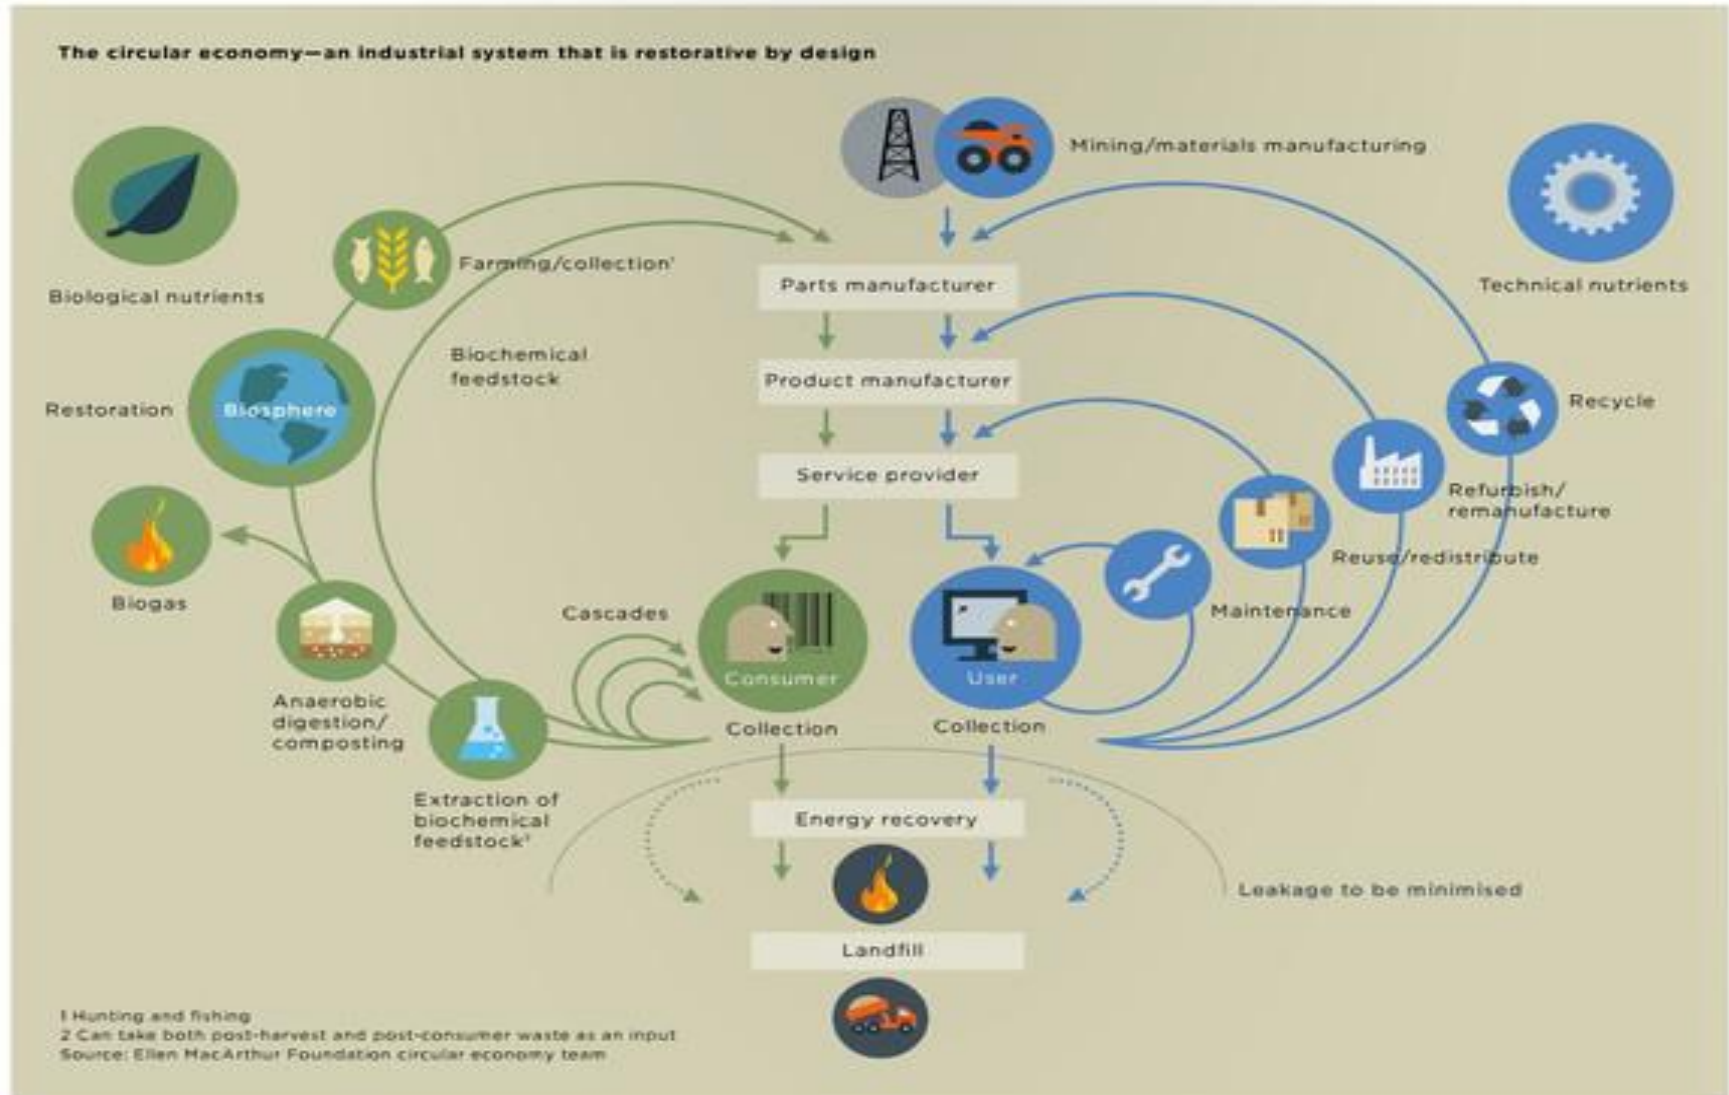 The circular economy—an industrial system that is restorative by design
Mining/materials manufacturing
Biological nutrients
Technical nutrients
Farming/collection¹
Parts manufacturer
Biochemical
feedstock
Product manufacturer
Restoration
Biosphere
Recycle
Service provider
Refurbish/
remanufacture
Reuse/redistribute
Biogas
Cascades
Maintenance
Consumer
User
Anaerobic
digestion/
composting
Collection
Collection
Extraction of
biochemical
feedstock²
Energy recovery
Leakage to be minimised
Landfill
1 Hunting and fishing
2 Can take both post-harvest and post-consumer waste as an input
Source: Ellen MacArthur Foundation circular economy team